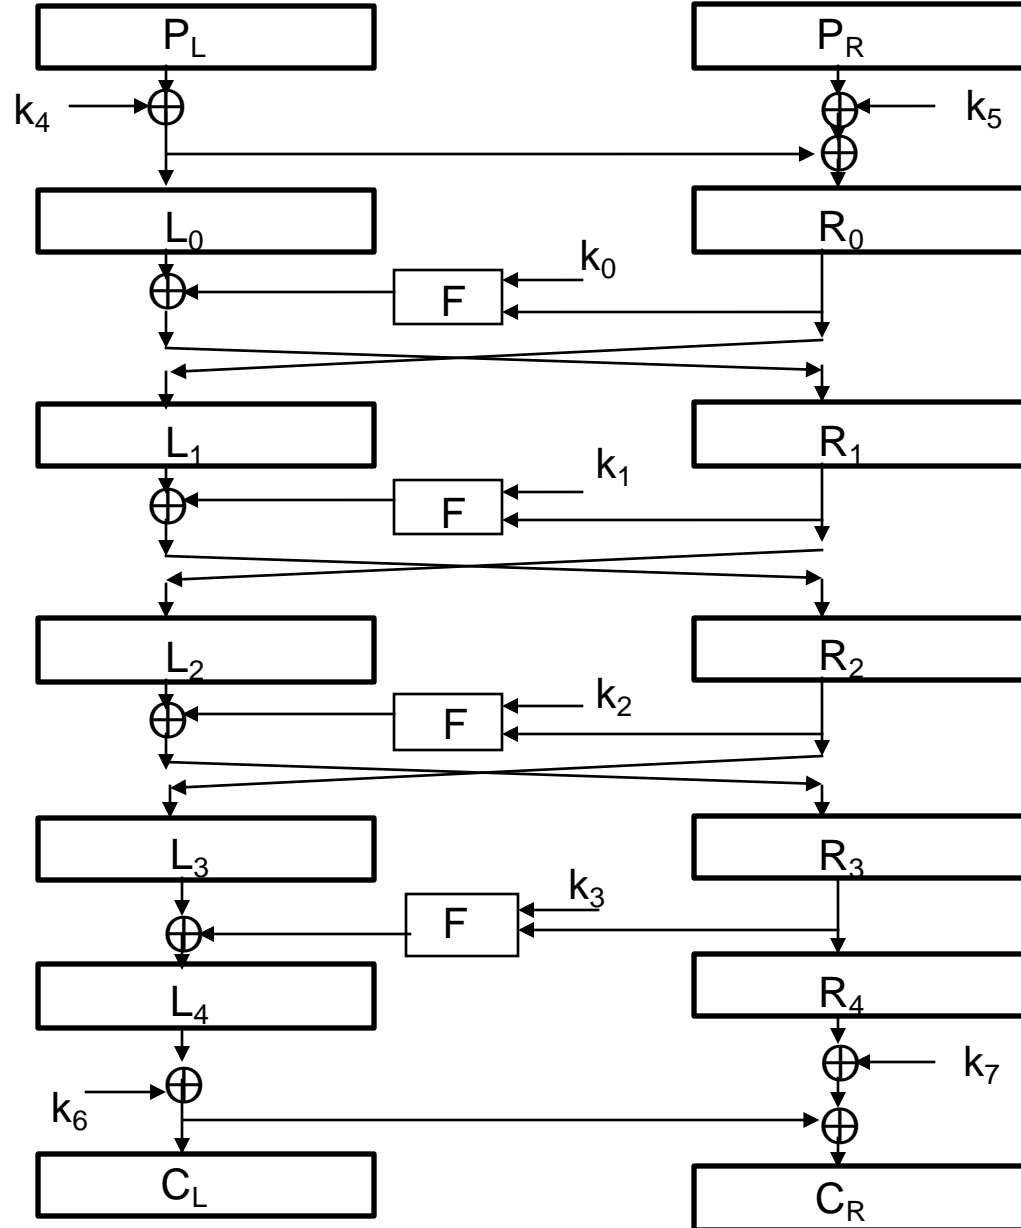 P_L P_R
k_4 k_5
L_0 R_0
k_0
F
L_1 R_1
k_1
F
L_2 R_2
k_2
F
L_3 R_3
k_3
F
L_4 R_4
k_7
k_6
C_L C_R